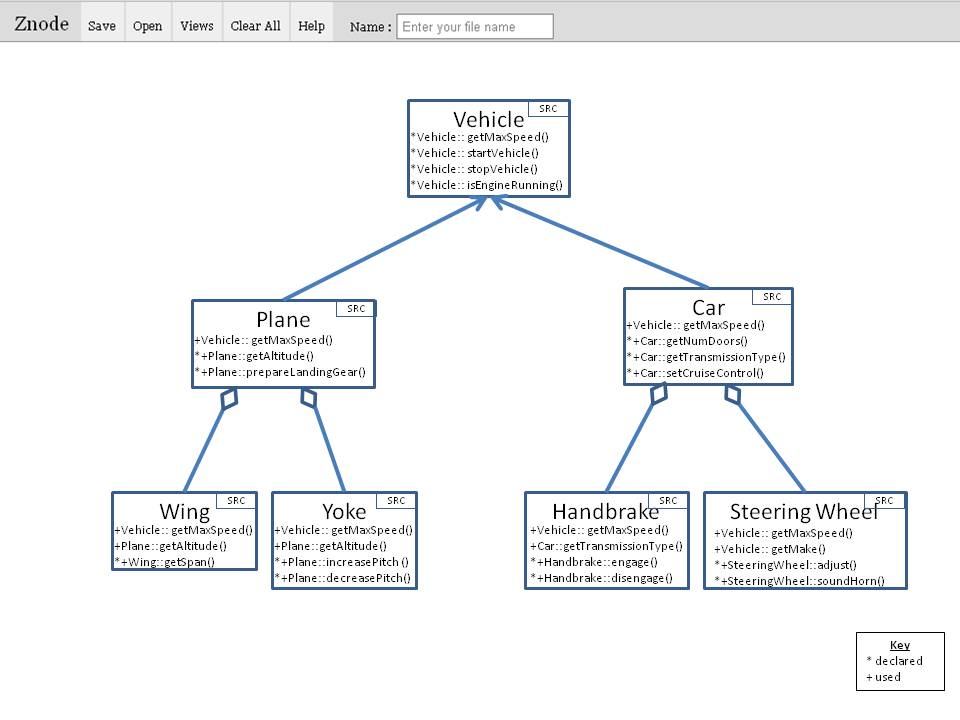 Znode Save Open Views Clear All Help Name : Enter your file name
SRC
Vehicle
*Vehicle:: getMaxSpeed()
*Vehicle:: startVehicle()
*Vehicle:: stopVehicle()
*Vehicle:: isEngineRunning()
SRC
Plane
+Vehicle:: getMaxSpeed()
*+Plane::getAltitude()
*+Plane::prepareLandingGear()
SRC
Car
+Vehicle:: getMaxSpeed()
*+Car::getNumDoors()
*+Car::getTransmissionType()
*+Car::setCruiseControl()
SRC
Wing
+Vehicle:: getMaxSpeed()
+Plane::getAltitude()
*+Wing::getSpan()
SRC
Yoke
+Vehicle:: getMaxSpeed()
+Plane::getAltitude()
*+Plane::increasePitch ()
*+Plane::decreasePitch()
SRC
Handbrake
+Vehicle:: getMaxSpeed()
+Car::getTransmissionType()
*+Handbrake::engage()
*+Handbrake::disengage()
SRC
Steering Wheel
+Vehicle:: getMaxSpeed()
+Vehicle:: getMake()
*+SteeringWheel::adjust()
*+SteeringWheel::soundHorn()
Key
* declared
+ used